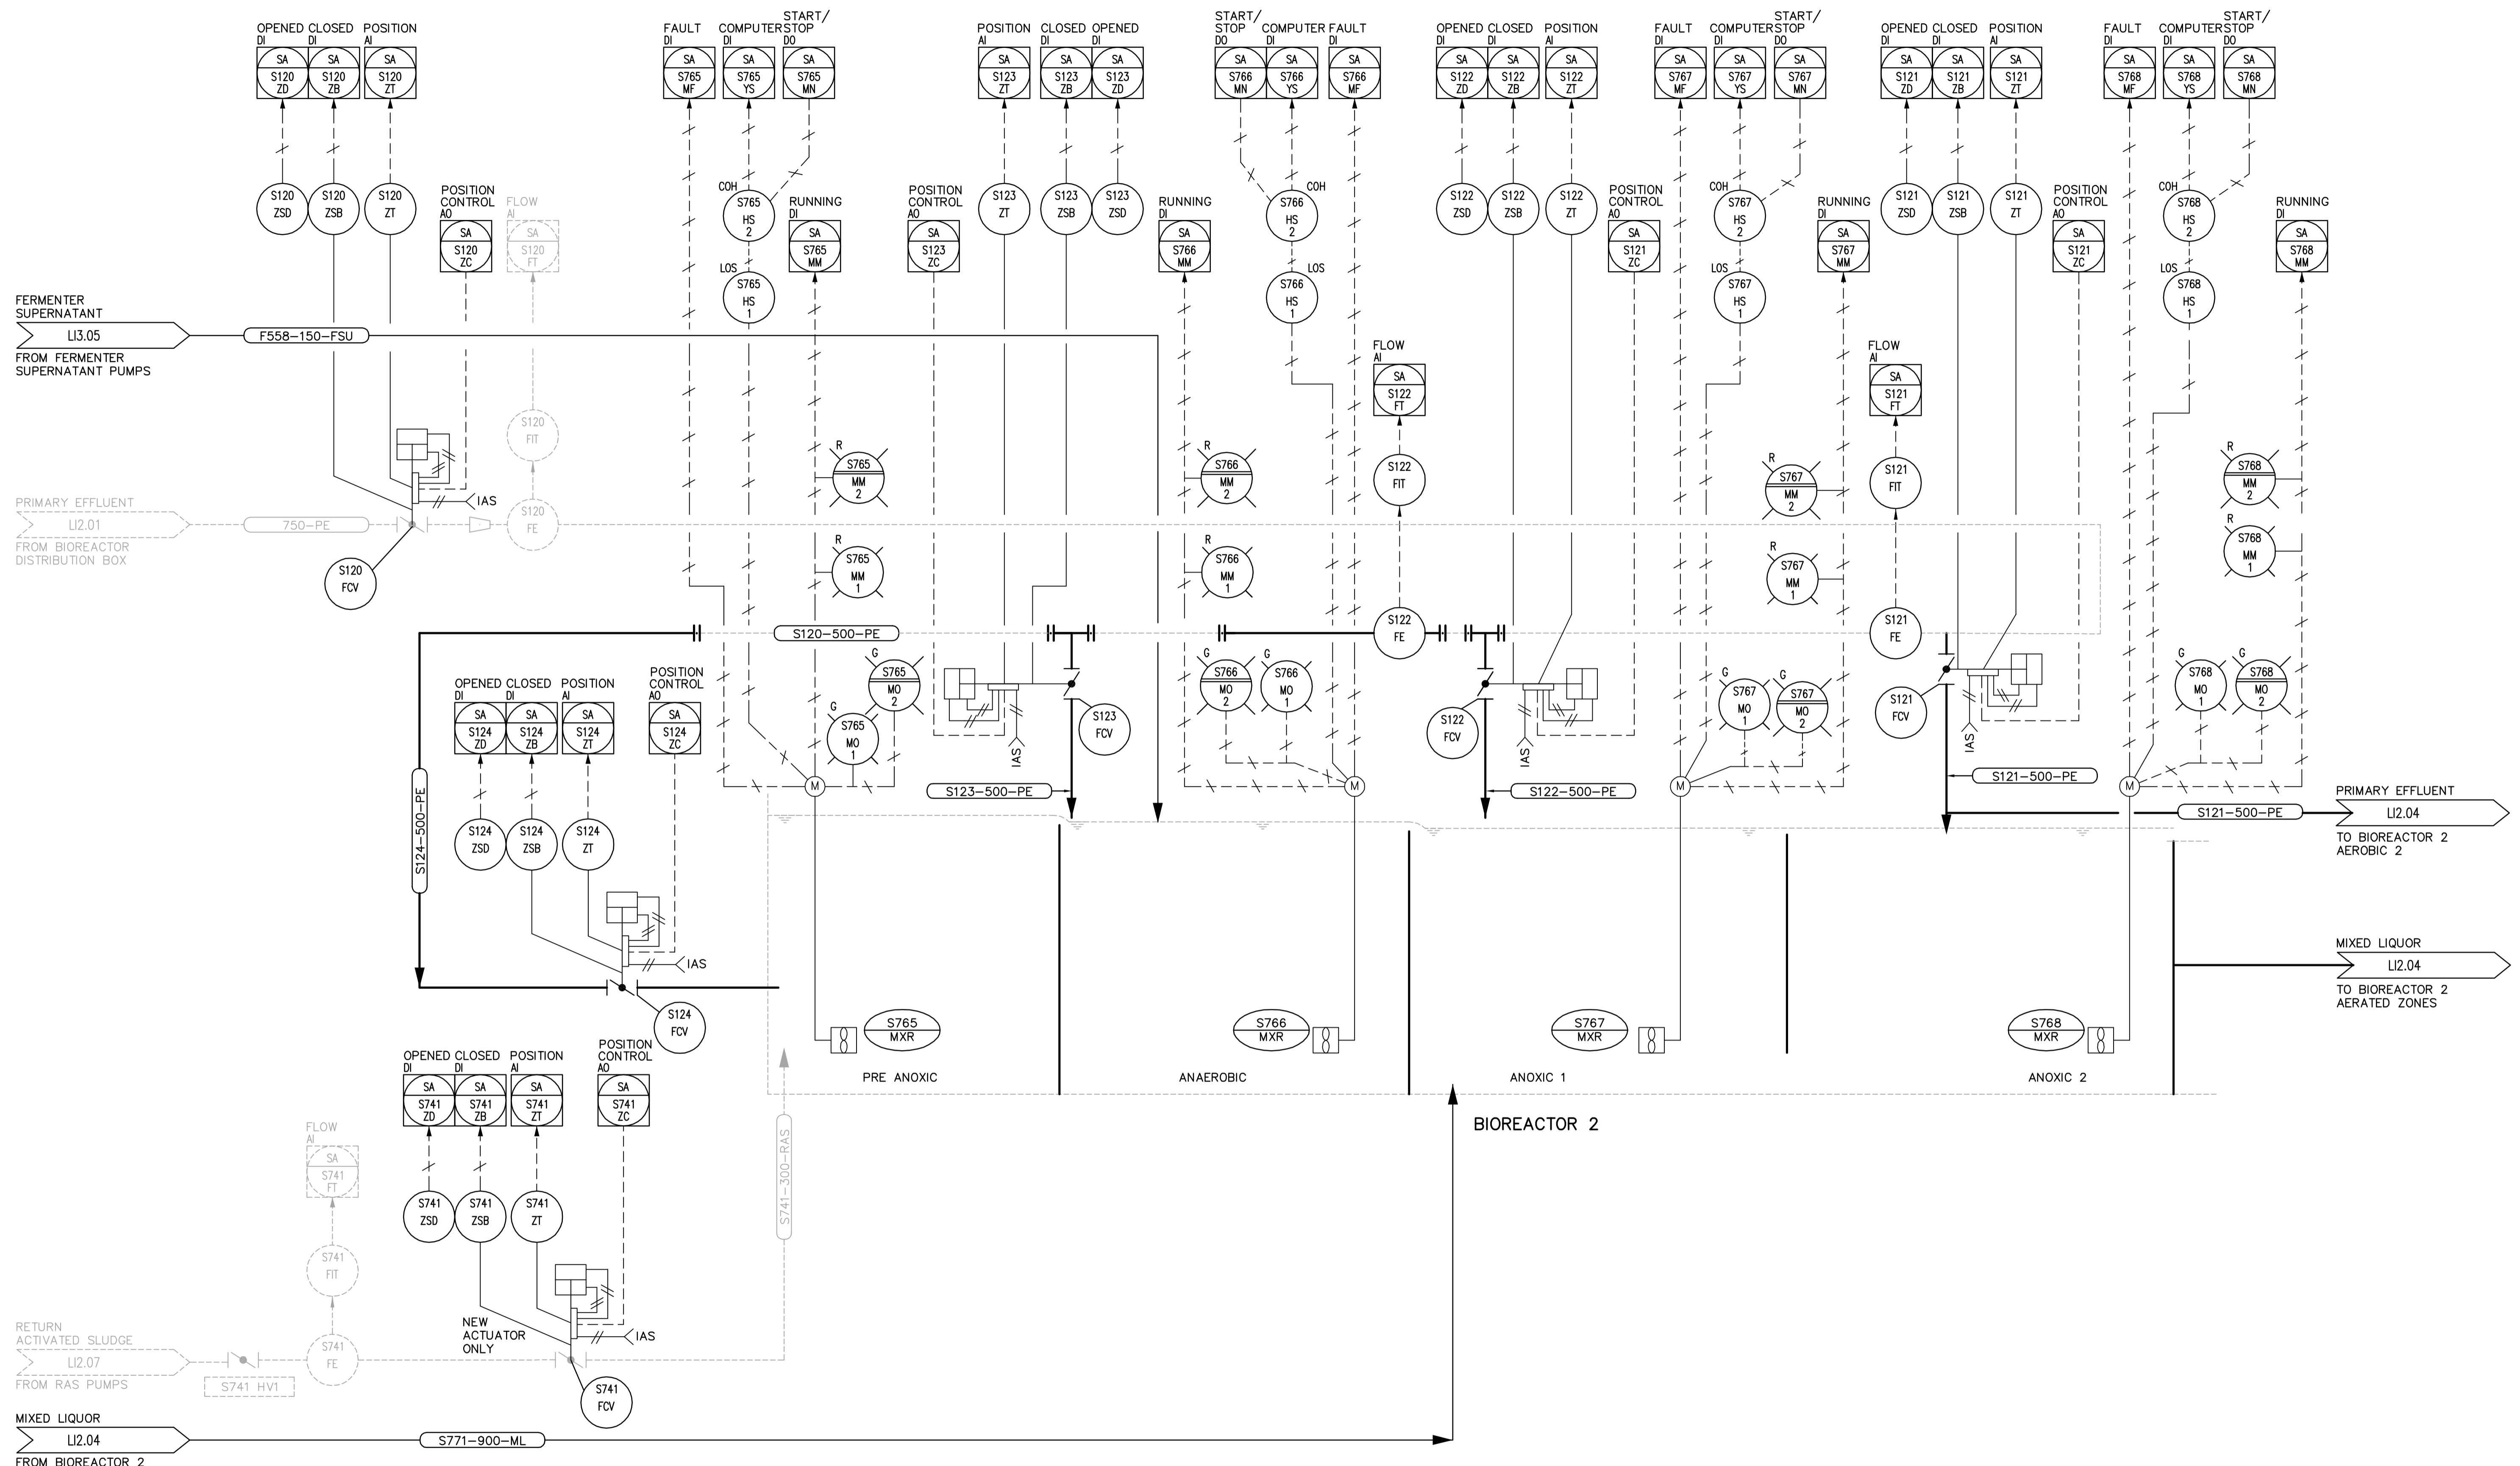 OPENED CLOSED POSITION
DI DI AI
SA SA SA
S120 S120 S120
ZD ZB ZT
S120 S120 S120
ZSD ZSB ZT
POSITION
CONTROL
AO
SA
S120
ZC
FLOW
AI
SA
S120
FT
FAULT COMPUTER START/
STOP
DI DI DO
SA SA SA
S765 S765 S765
MF YS MN
COH
S765
HS
2
LOS
S765
HS
1
RUNNING
DI
SA
S765
MM
POSITION CLOSED OPENED
AI DI DI
SA SA SA
S123 S123 S123
ZT ZB ZD
S123 S123 S123
ZT ZSB ZSD
POSITION
CONTROL
AO
SA
S123
ZC
START/
STOP COMPUTER FAULT
DO DI DI
SA SA SA
S766 S766 S766
MN YS MF
COH
S766
HS
2
LOS
S766
HS
1
RUNNING
DI
SA
S766
MM
OPENED CLOSED POSITION
DI DI AI
SA SA SA
S122 S122 S122
ZD ZB ZT
S122 S122 S122
ZSD ZSB ZT
POSITION
CONTROL
AO
SA
S121
ZC
FAULT COMPUTER START/
STOP
DI DI DO
SA SA SA
S767 S767 S767
MF YS MN
COH
S767
HS
2
LOS
S767
HS
1
RUNNING
DI
SA
S767
MM
OPENED CLOSED POSITION
DI DI AI
SA SA SA
S121 S121 S121
ZD ZB ZT
S121 S121 S121
ZSD ZSB ZT
POSITION
CONTROL
AO
SA
S121
ZC
FAULT COMPUTER START/
STOP
DI DI DO
SA SA SA
S768 S768 S768
MF YS MN
COH
S768
HS
2
LOS
S768
HS
1
RUNNING
DI
SA
S768
MM
FERMENTER
SUPERNATANT
LI3.05
FROM FERMENTER
SUPERNATANT PUMPS
F558-150-FSU
FLOW
AI
SA
S122
FT
S122
FIT
S122
FE
FLOW
AI
SA
S121
FT
S121
FIT
S121
FE
S120
FIT
S120
FE
IAS
PRIMARY EFFLUENT
LI2.01
FROM BIOREACTOR
DISTRIBUTION BOX
750-PE
S120
FCV
R
S765
MM
2
R
S765
MM
1
R
S766
MM
2
R
S766
MM
1
R
S767
MM
2
R
S767
MM
1
R
S768
MM
2
R
S768
MM
1
S120-500-PE
G
S765
MO
2
G
S765
MO
1
G
S766
MO
2
G
S766
MO
1
G
S767
MO
1
G
S767
MO
2
G
S768
MO
1
G
S768
MO
2
S123
FCV
IAS
S122
FCV
IAS
S121
FCV
IAS
M
M
M
M
S123-500-PE
S122-500-PE
S121-500-PE
S121-500-PE
PRIMARY EFFLUENT
LI2.04
TO BIOREACTOR 2
AEROBIC 2
OPENED CLOSED POSITION
DI DI AI
POSITION
CONTROL
AO
SA SA SA SA
S124 S124 S124 S124
ZD ZB ZT ZC
S124 S124 S124
ZSD ZSB ZT
S124-500-PE
IAS
S124
FCV
MIXED LIQUOR
LI2.04
TO BIOREACTOR 2
AERATED ZONES
S765
MXR
S766
MXR
S767
MXR
S768
MXR
PRE ANOXIC
ANAEROBIC
ANOXIC 1
ANOXIC 2
BIOREACTOR 2
OPENED CLOSED POSITION
DI DI AI
POSITION
CONTROL
AO
SA SA SA SA
S741 S741 S741 S741
ZD ZB ZT ZC
S741 S741 S741
ZSD ZSB ZT
FLOW
AI
SA
S741
FT
S741
FIT
S741
FE
S741-300-RAS
NEW
ACTUATOR
ONLY
IAS
RETURN
ACTIVATED SLUDGE
LI2.07
FROM RAS PUMPS
S741 HV1
S741
FCV
MIXED LIQUOR
LI2.04
FROM BIOREACTOR 2
S771-900-ML